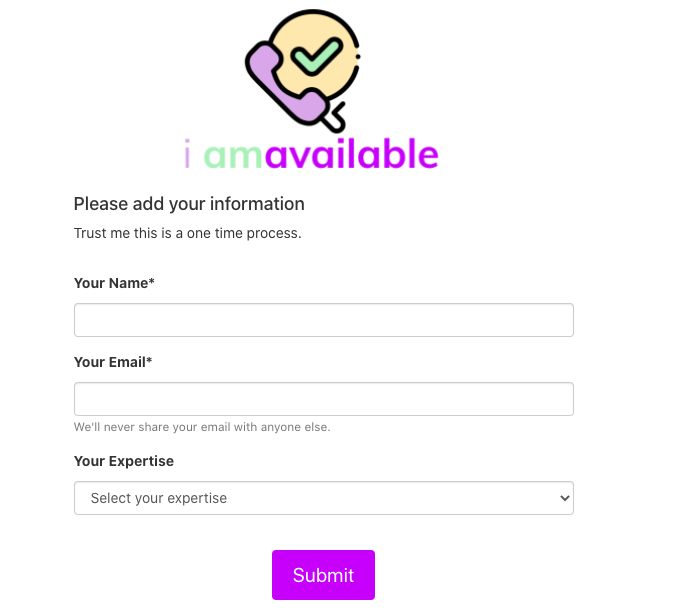 i amavailable
Please add your information
Trust me this is a one time process.
Your Name*
Your Email*
We'll never share your email with anyone else.
Your Expertise
Select your expertise
Submit